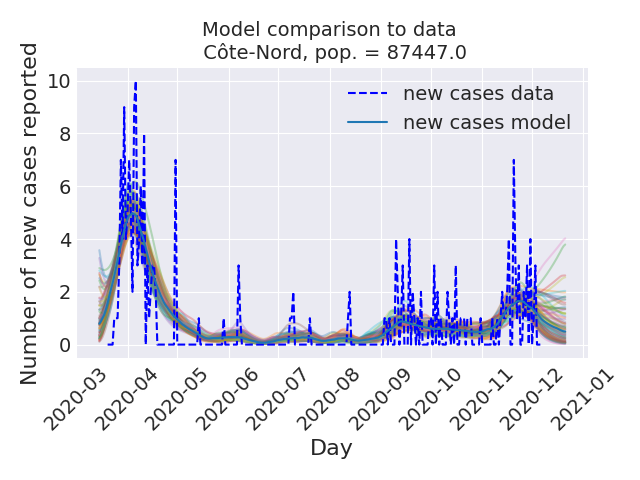 Model comparison to data
Côte-Nord, pop. = 87447.0
Number of new cases reported
10
8
6
4
2
0
new cases data
new cases model
2020-03
2020-04
2020-05
2020-06
2020-07
2020-08
2020-09
2020-10
2020-11
2020-12
2021-01
Day